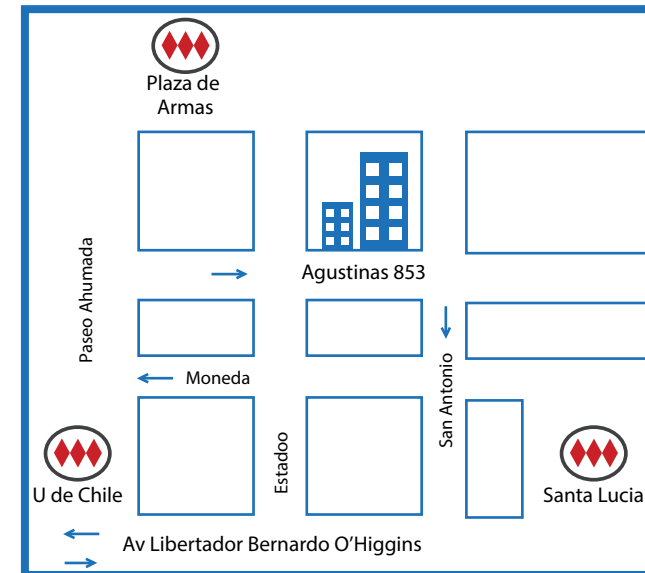 Plaza de
Armas
Paseo Ahumada
Agustinas 853
Moneda
San Antonio
Estadoo
U de Chile
Santa Lucia
Av Libertador Bernardo O’Higgins